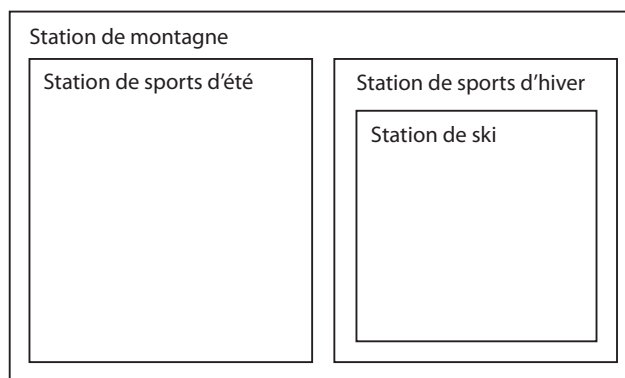 Station de montagne
Station de sports d’été
Station de sports d’hiver
Station de ski